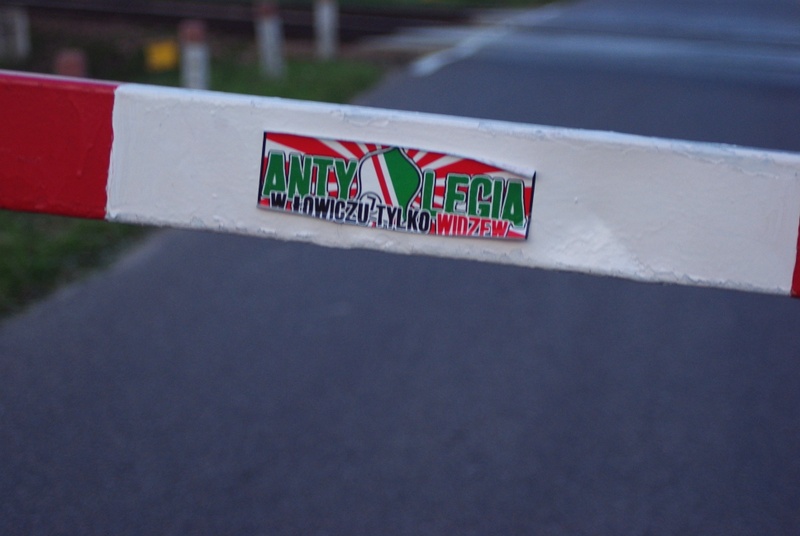 ANTY LEGIA
W ŁOWICZU TYLKO WIDZEW